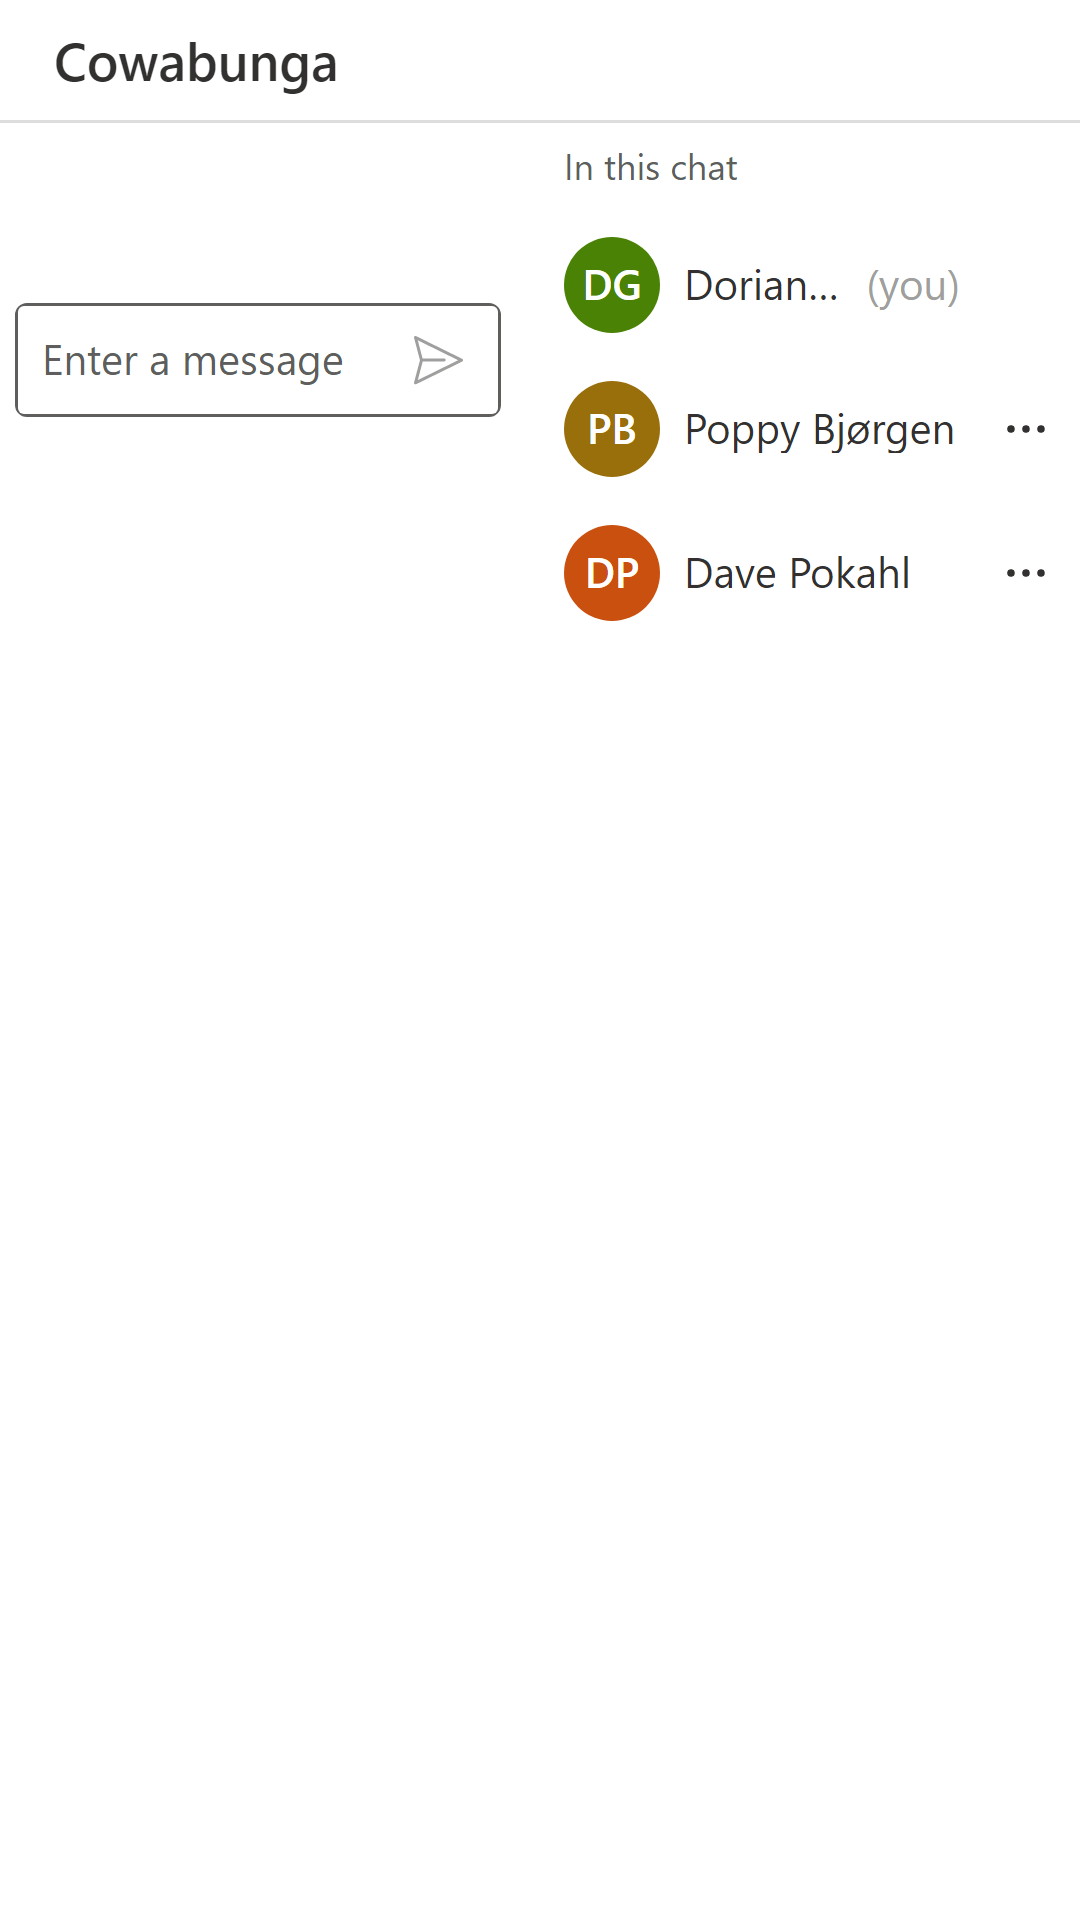 Cowabunga
In this chat
DG Dorian... (you)
Enter a message
PB Poppy Bjørgen
DP Dave Pokahl